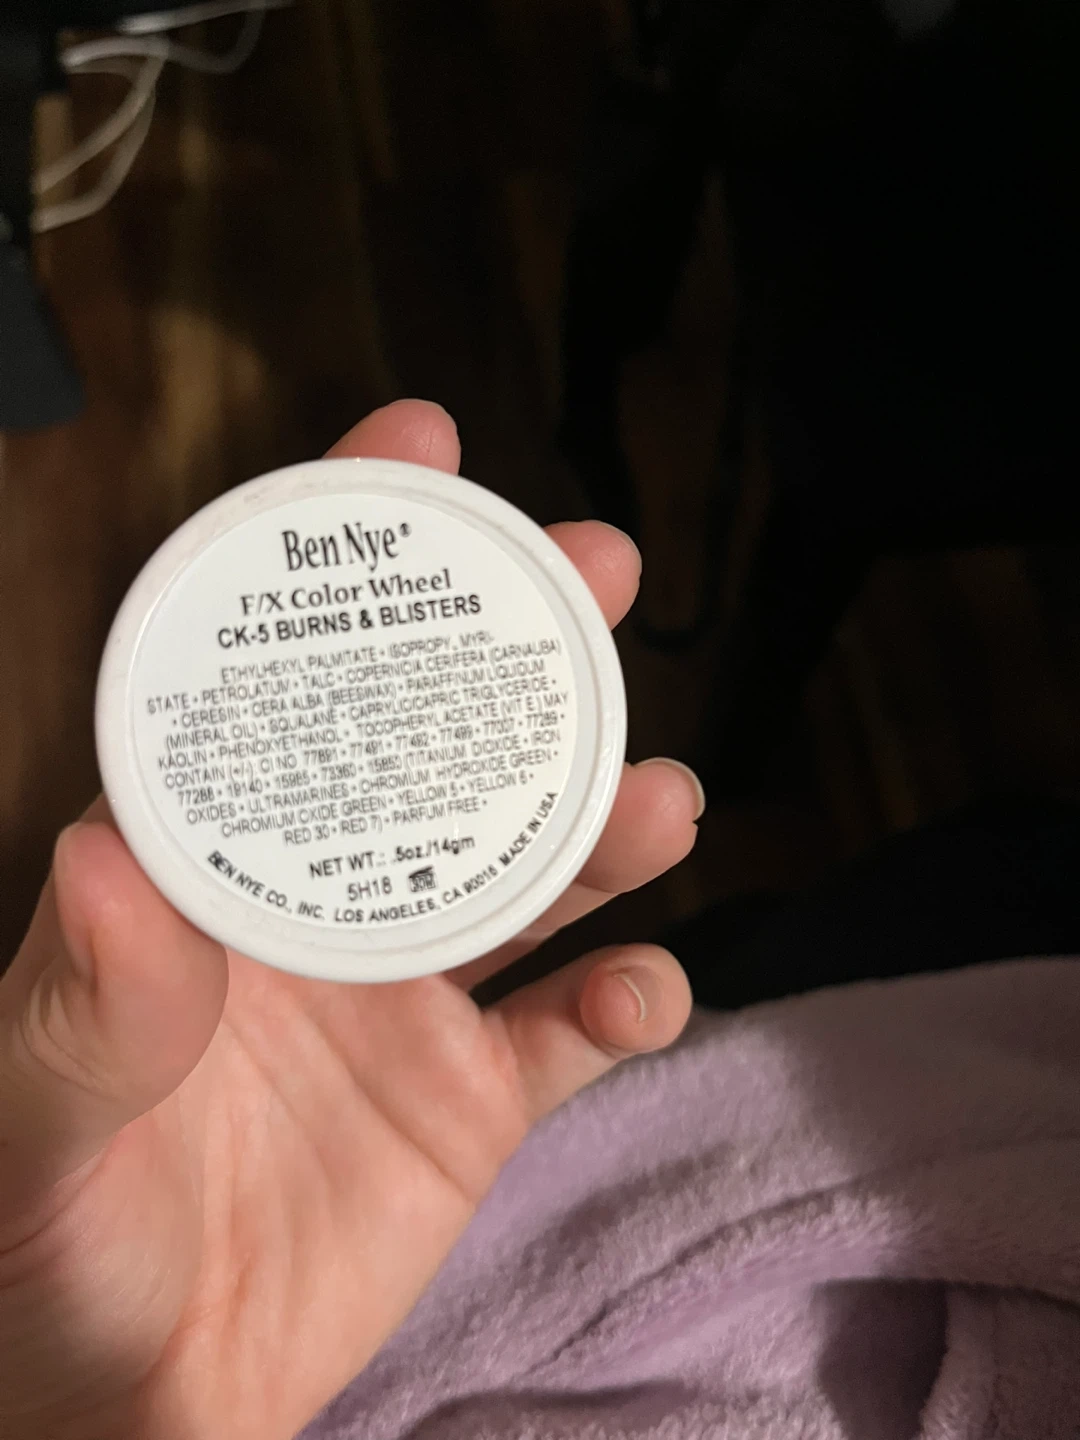 Ben Nye®
F/X Color Wheel
CK-5 BURNS & BLISTERS
ETHYLHEXYL PALMITATE • ISOPROPYL MYRI-
STATE • PETROLATUM • TALC • COPERNICIA CERIFERA (CARNAUBA)
• CERESIN • CERA ALBA (BEESWAX) • PARAFFINUM LIQUIDUM
(MINERAL OIL) • SQUALANE • CAPRYLIC/CAPRIC TRIGLYCERIDE •
KAOLIN • PHENOXYETHANOL • TOCOPHERYL ACETATE (VIT E.) MAY
CONTAIN (+/-) CI NO 77891 • 77491 • 77492 • 77499 • 77007 • 77289 •
77288 • 19140 • 15985 • 73360 • 15850 (TITANIUM DIOXIDE • IRON
OXIDES • ULTRAMARINES • CHROMIUM HYDROXIDE GREEN •
CHROMIUM OXIDE GREEN • YELLOW 5 • YELLOW 6 •
RED 30 • RED 7) • PARFUM FREE •
NET WT.: .5oz./14gm
5H18 30M
BEN NYE CO., INC. LOS ANGELES, CA 90016 MADE IN USA